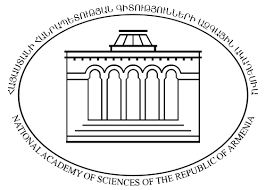 ՀԱՅԱՍՏԱՆԻ ՀԱՆՐԱՊԵՏՈՒԹՅԱՆ ԳԻՏՈՒԹՅՈՒՆՆԵՐԻ ԱԶԳԱՅԻՆ ԱԿԱԴԵՄԻԱ
NATIONAL ACADEMY OF SCIENCES OF THE REPUBLIC OF ARMENIA